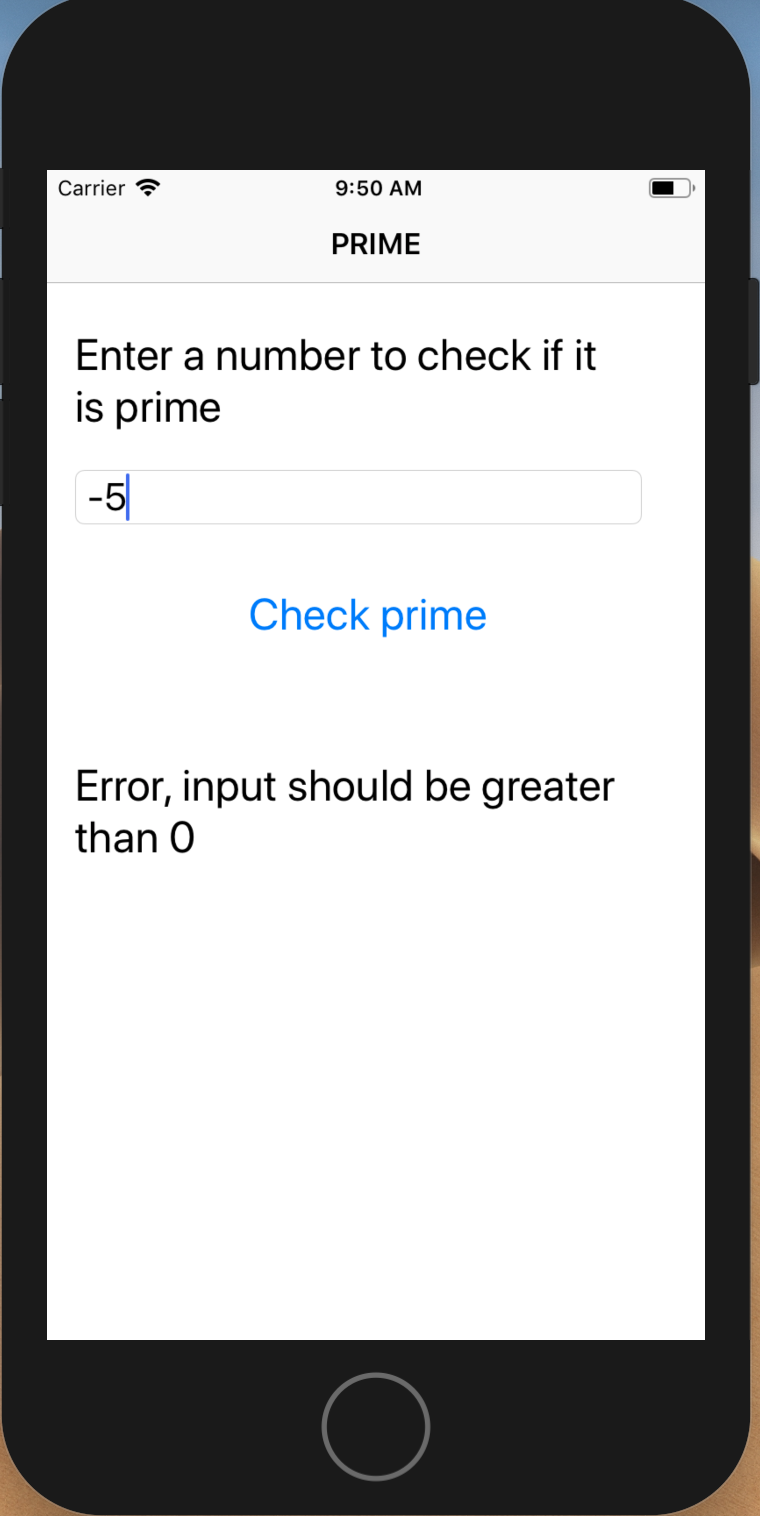 Carrier 9:50 AM
PRIME
Enter a number to check if it
is prime
-5
Check prime
Error, input should be greater
than 0